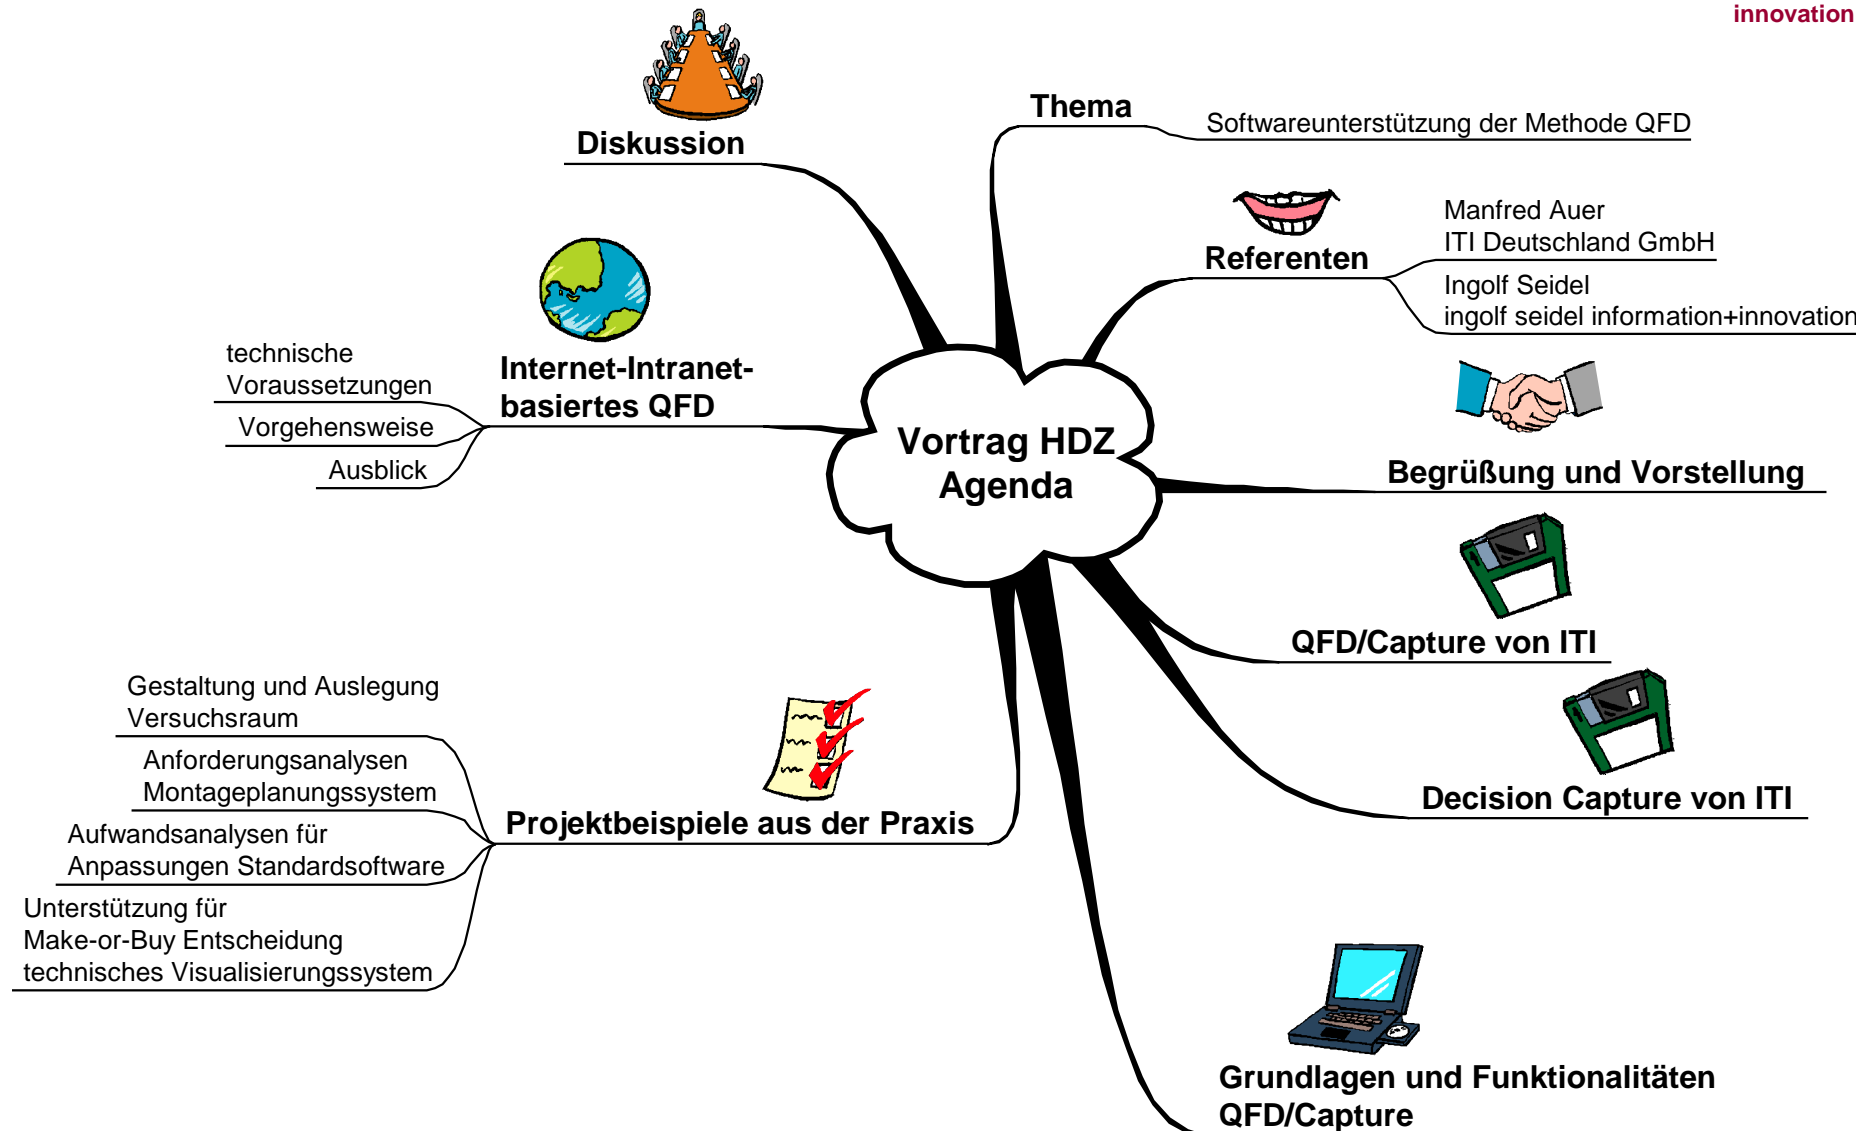 innovation
Vortrag HDZ
Agenda
Thema
Softwareunterstützung der Methode QFD
Referenten
Manfred Auer
ITI Deutschland GmbH
Ingolf Seidel
ingolf seidel information+innovation
Begrüßung und Vorstellung
QFD/Capture von ITI
Decision Capture von ITI
Grundlagen und Funktionalitäten
QFD/Capture
Projektbeispiele aus der Praxis
Gestaltung und Auslegung
Versuchsraum
Anforderungsanalysen
Montageplanungssystem
Aufwandsanalysen für
Anpassungen Standardsoftware
Unterstützung für
Make-or-Buy Entscheidung
technisches Visualisierungssystem
Internet-Intranet-
basiertes QFD
technische
Voraussetzungen
Vorgehensweise
Ausblick
Diskussion